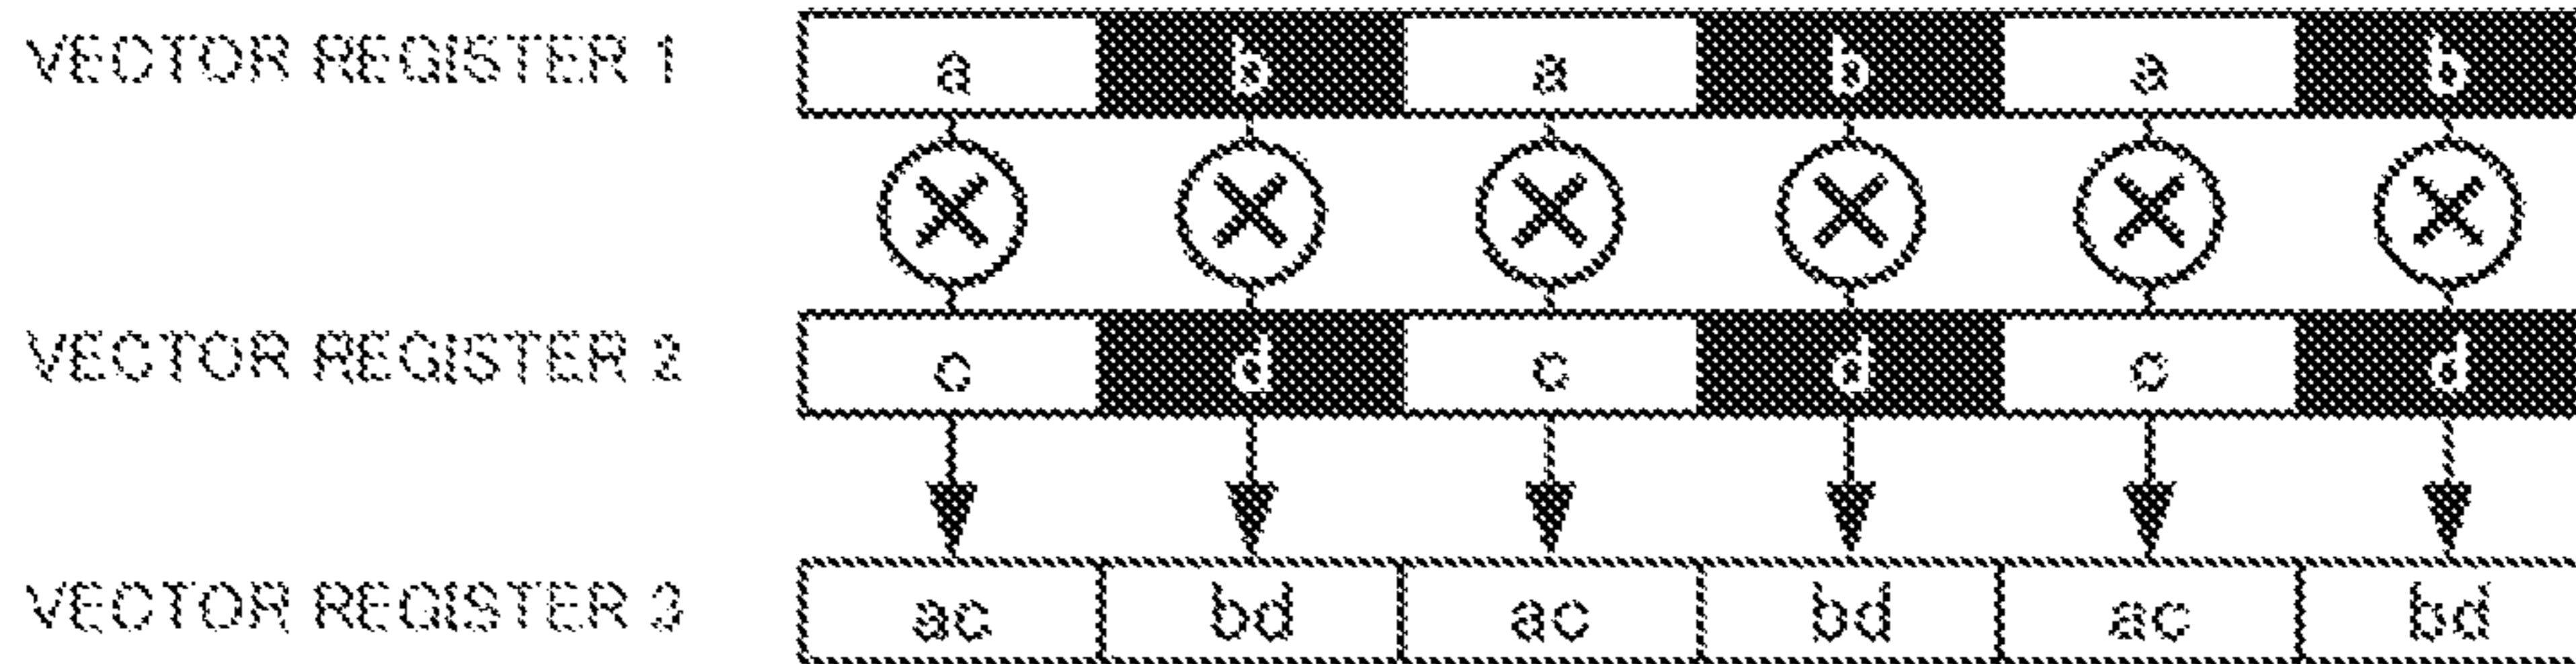 VECTOR REGISTER 1 a b a b a b
VECTOR REGISTER 2 c d c d c d
VECTOR REGISTER 3 ac bd ac bd ac bd